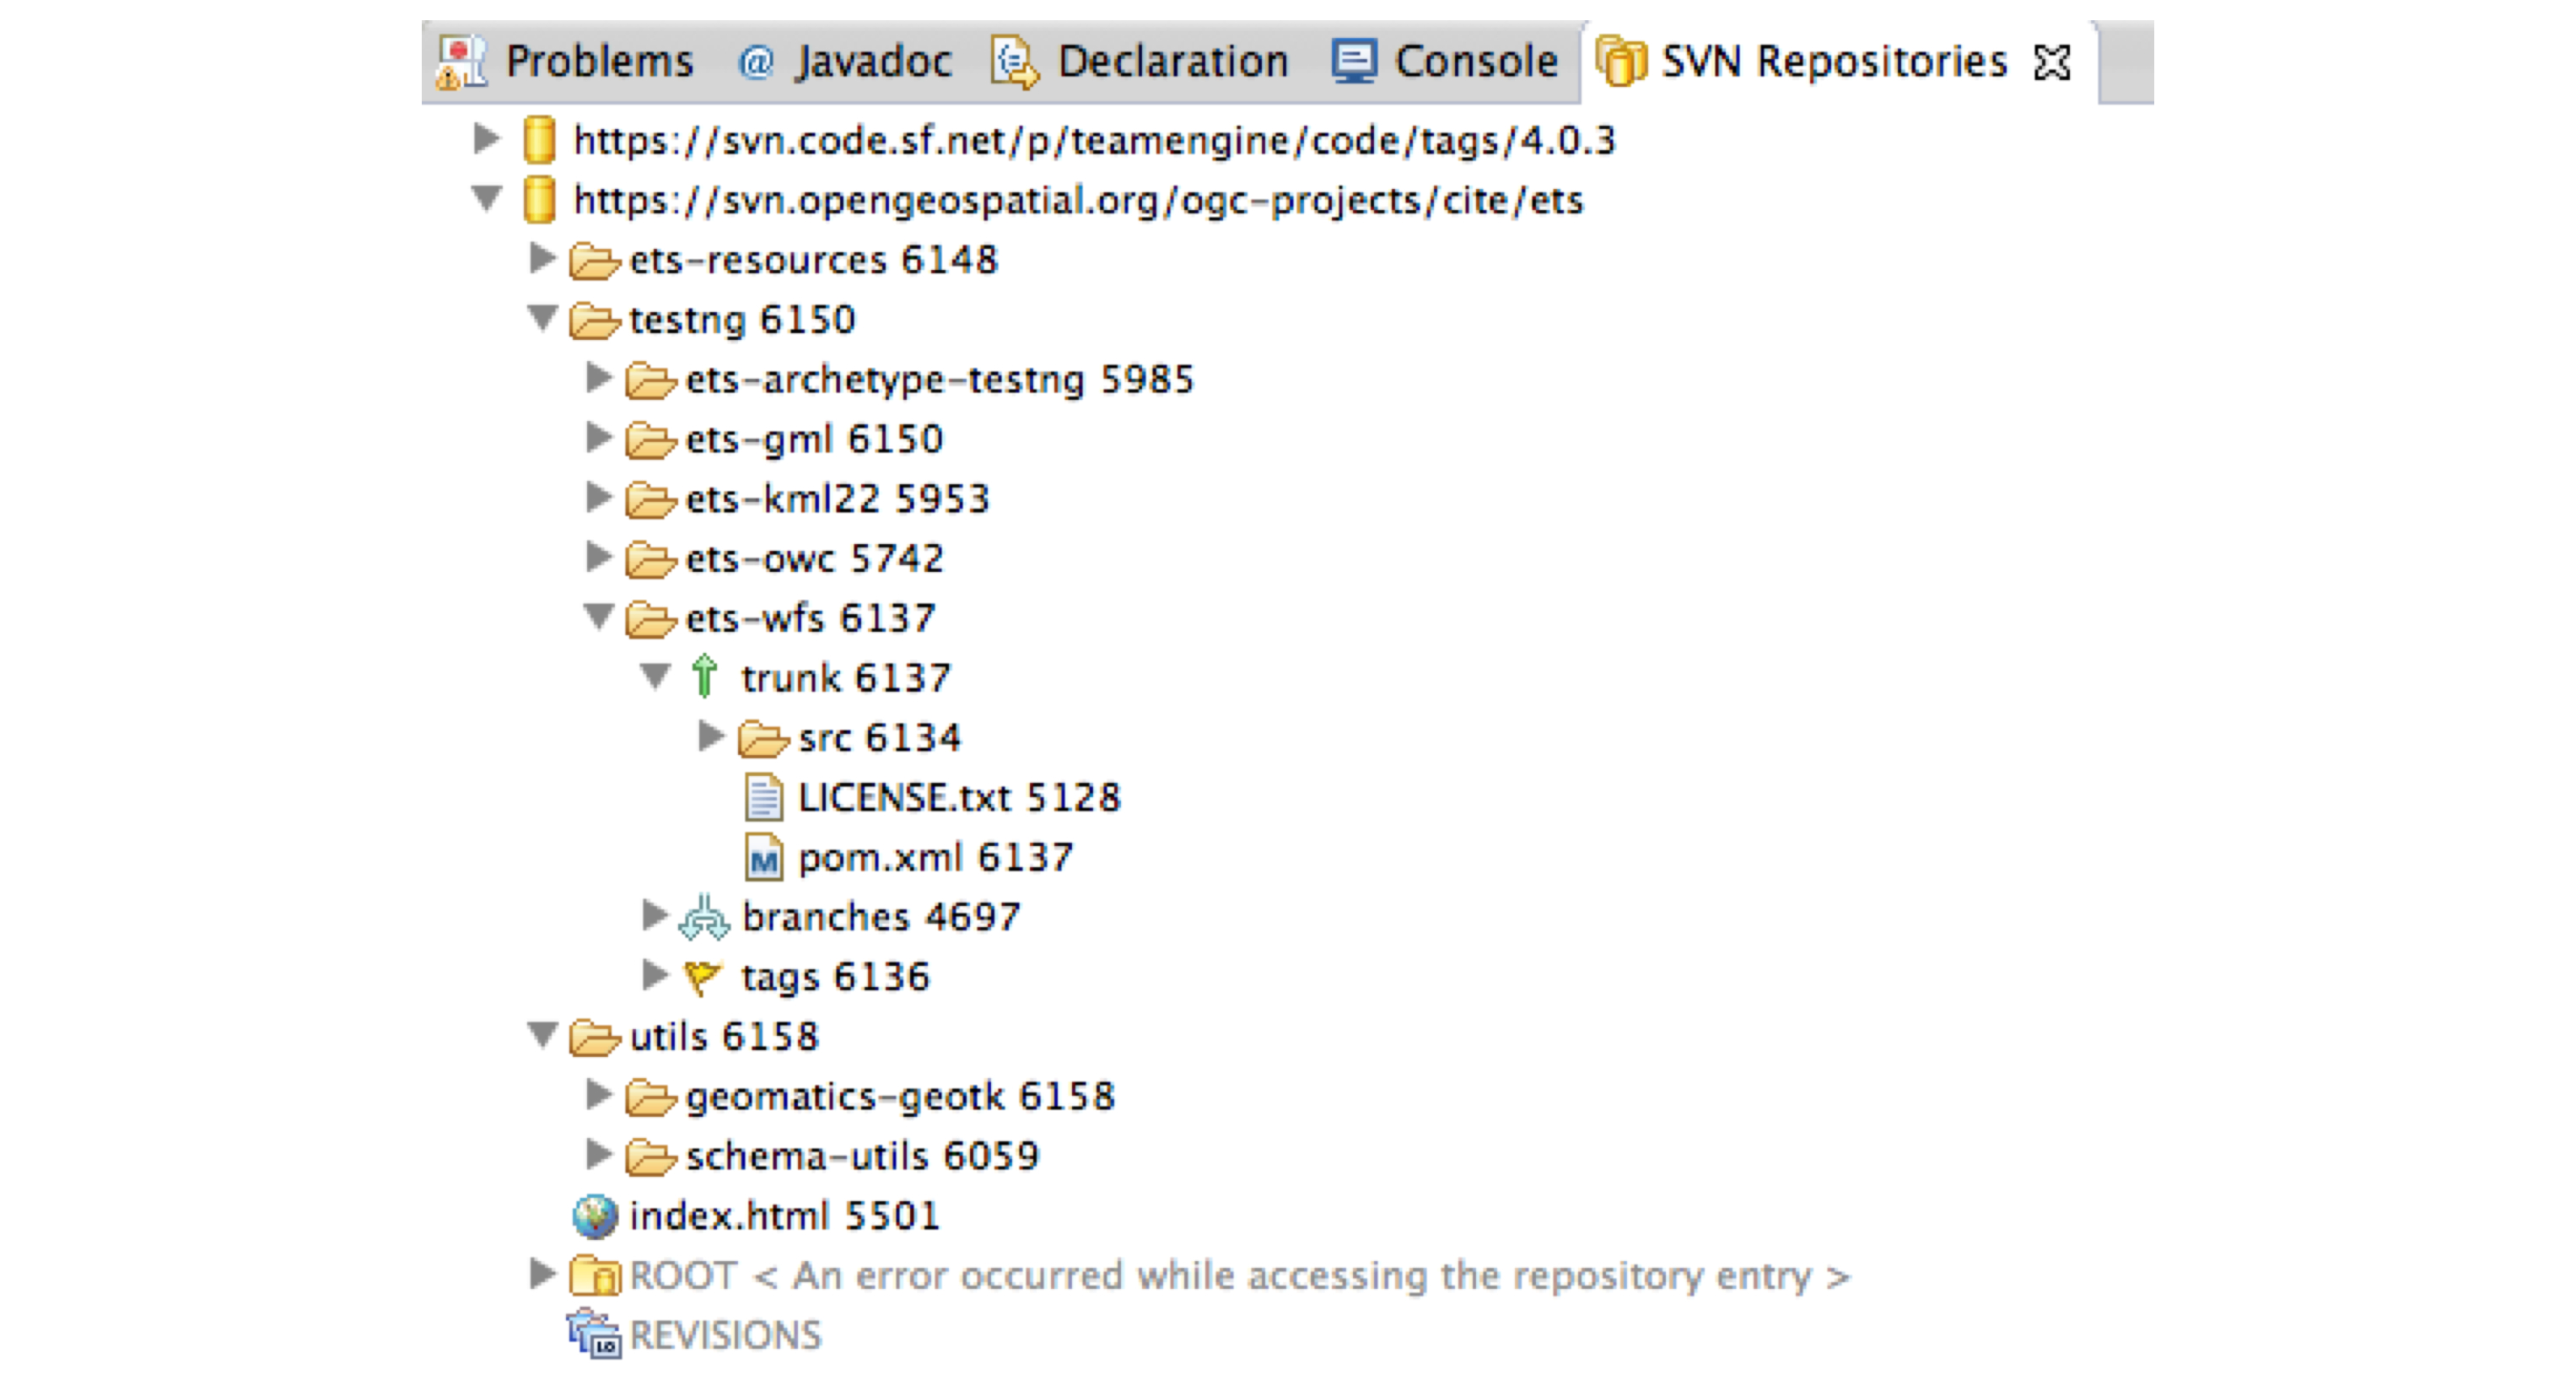 Problems @ Javadoc Declaration Console SVN Repositories
https://svn.code.sf.net/p/teamengine/code/tags/4.0.3
https://svn.opengeospatial.org/ogc-projects/cite/ets
ets-resources 6148
testng 6150
ets-archetype-testng 5985
ets-gml 6150
ets-kml22 5953
ets-owc 5742
ets-wfs 6137
trunk 6137
src 6134
LICENSE.txt 5128
M pom.xml 6137
branches 4697
tags 6136
utils 6158
geomatics-geotk 6158
schema-utils 6059
index.html 5501
ROOT < An error occurred while accessing the repository entry >
REVISIONS